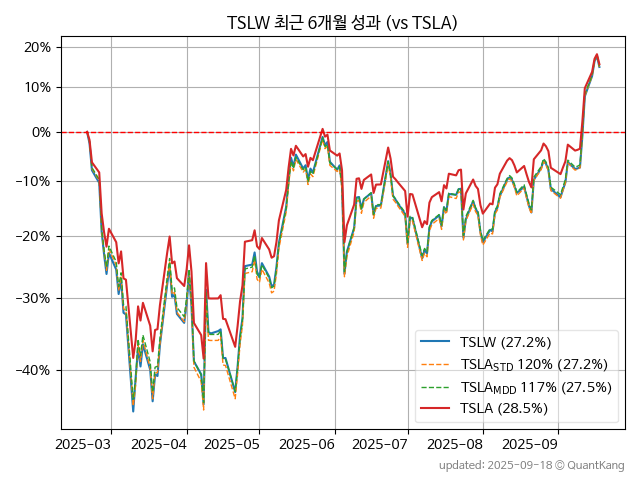 TSLW 최근 6개월 성과 (vs TSLA)
20%
10%
0%
−10%
−20%
−30%
−40%
TSLW (27.2%)
TSLA_STD 120% (27.2%)
TSLA_MDD 117% (27.5%)
TSLA (28.5%)
2025-03 2025-04 2025-05 2025-06 2025-07 2025-08 2025-09
updated: 2025-09-18 © QuantKang